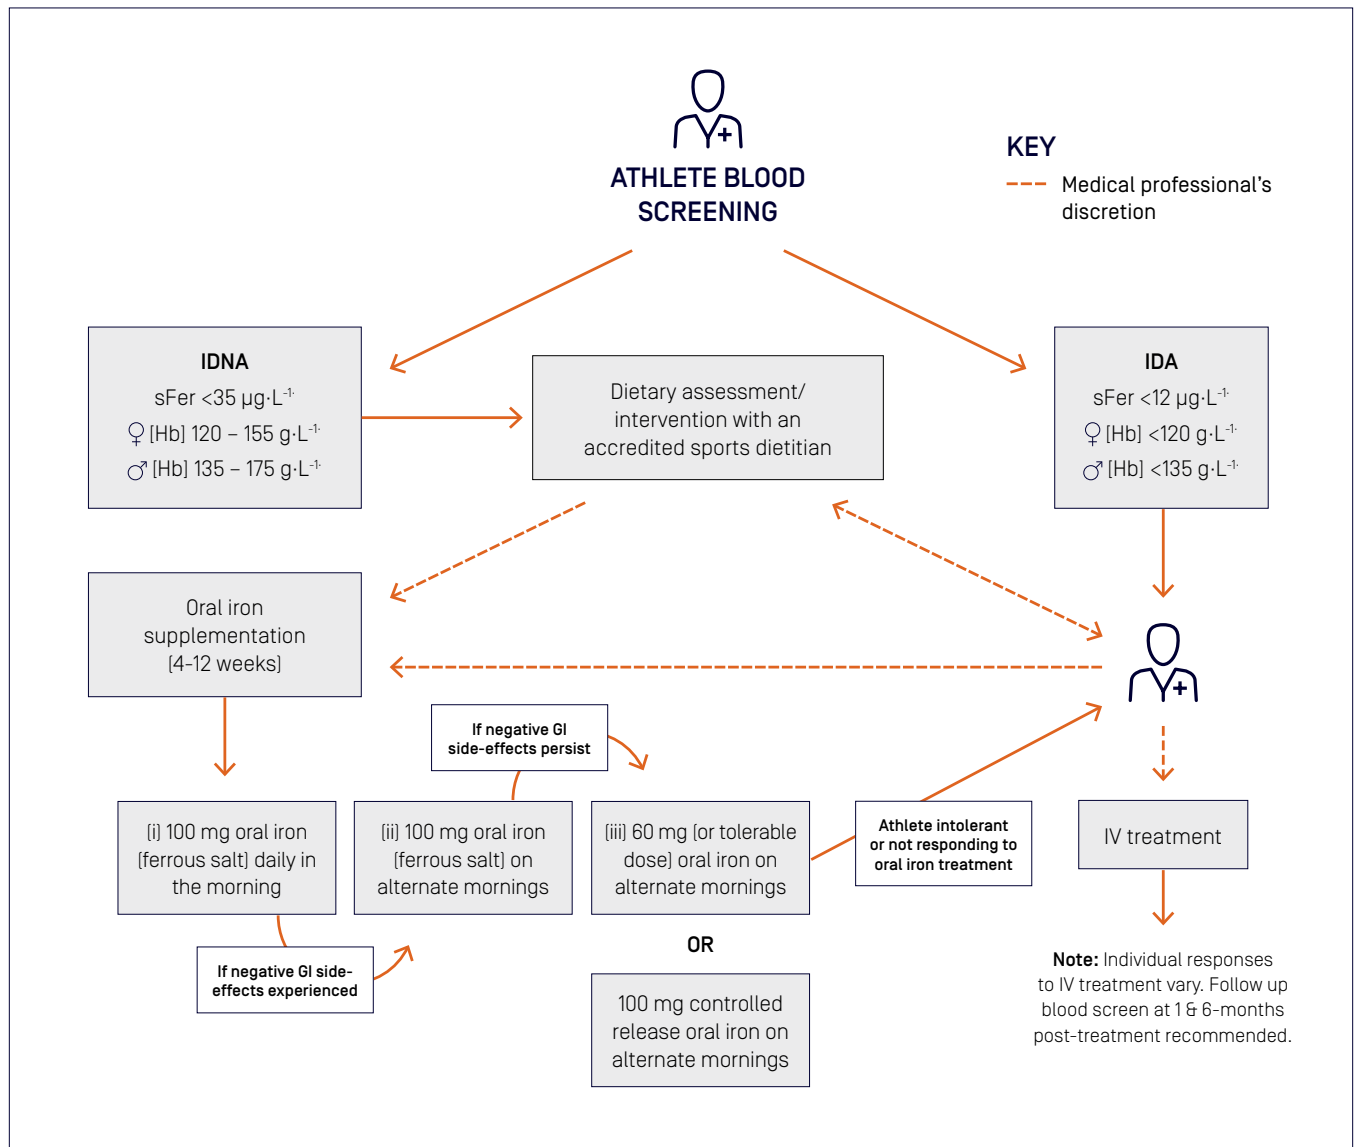 ATHLETE BLOOD
SCREENING
KEY
Medical professional's
discretion
IDNA
sFer <35 µg·L⁻¹·
♀ [Hb] 120 – 155 g·L⁻¹·
♂ [Hb] 135 – 175 g·L⁻¹·
Dietary assessment/
intervention with an
accredited sports dietitian
IDA
sFer <12 µg·L⁻¹·
♀ [Hb] <120 g·L⁻¹·
♂ [Hb] <135 g·L⁻¹·
Oral iron
supplementation
[4-12 weeks]
If negative GI
side-effects persist
[i] 100 mg oral iron
[ferrous salt] daily in
the morning
[ii] 100 mg oral iron
[ferrous salt] on
alternate mornings
[iii] 60 mg [or tolerable
dose] oral iron on
alternate mornings
Athlete intolerant
or not responding to
oral iron treatment
IV treatment
If negative GI side-
effects experienced
OR
100 mg controlled
release oral iron on
alternate mornings
Note: Individual responses
to IV treatment vary. Follow up
blood screen at 1 & 6-months
post-treatment recommended.